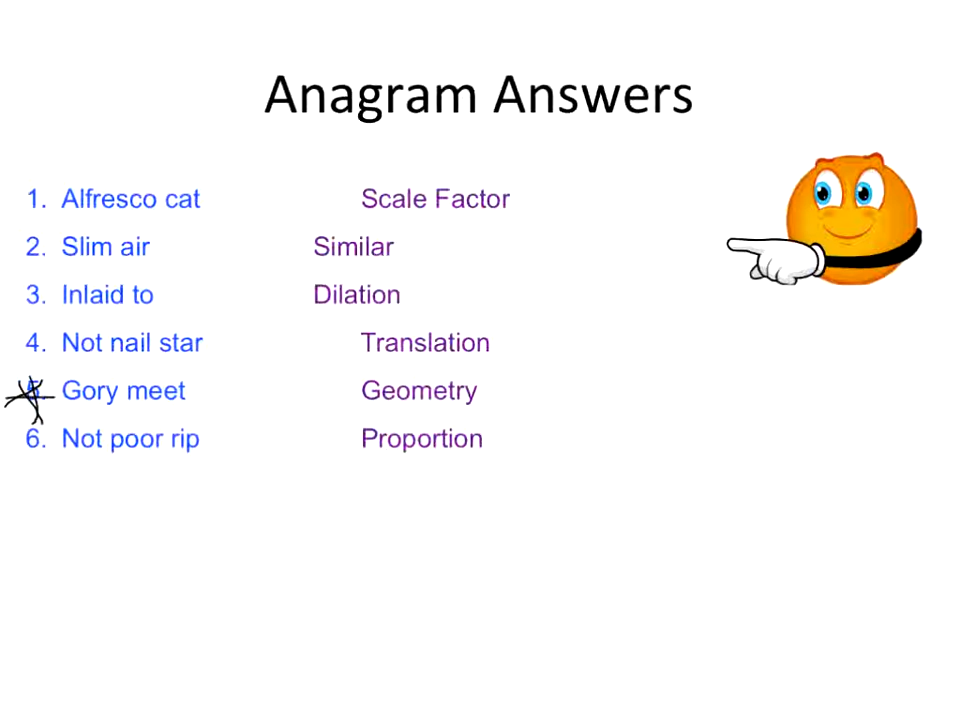 Anagram Answers
1. Alfresco cat Scale Factor
2. Slim air Similar
3. Inlaid to Dilation
4. Not nail star Translation
5. Gory meet Geometry
6. Not poor rip Proportion